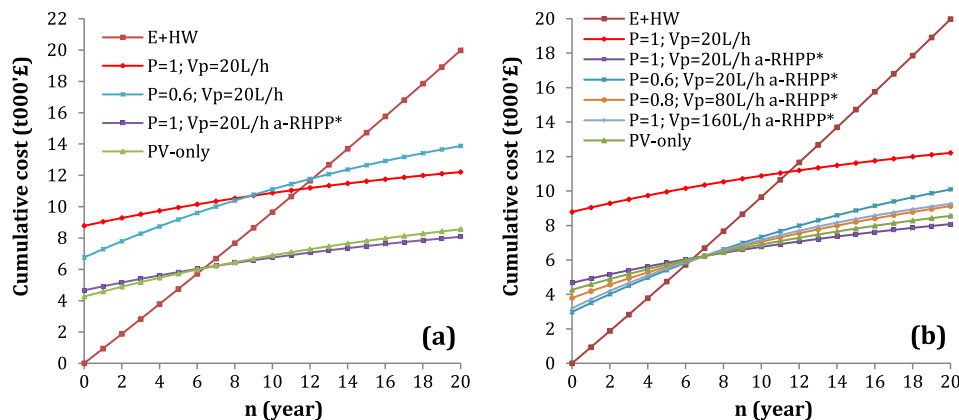 (a)
Cumulative cost (t000'£)
22
20
18
16
14
12
10
8
6
4
2
0
E+HW
P=1; Vp=20L/h
P=0.6; Vp=20L/h
P=1; Vp=20L/h a-RHPP*
PV-only
0 2 4 6 8 10 12 14 16 18 20
n (year)
(b)
Cumulative cost (t000'£)
20
18
16
14
12
10
8
6
4
2
0
E+HW
P=1; Vp=20L/h
P=1; Vp=20L/h a-RHPP*
P=0.6; Vp=20L/h a-RHPP*
P=0.8; Vp=80L/h a-RHPP*
P=1; Vp=160L/h a-RHPP*
PV-only
0 2 4 6 8 10 12 14 16 18 20
n (year)